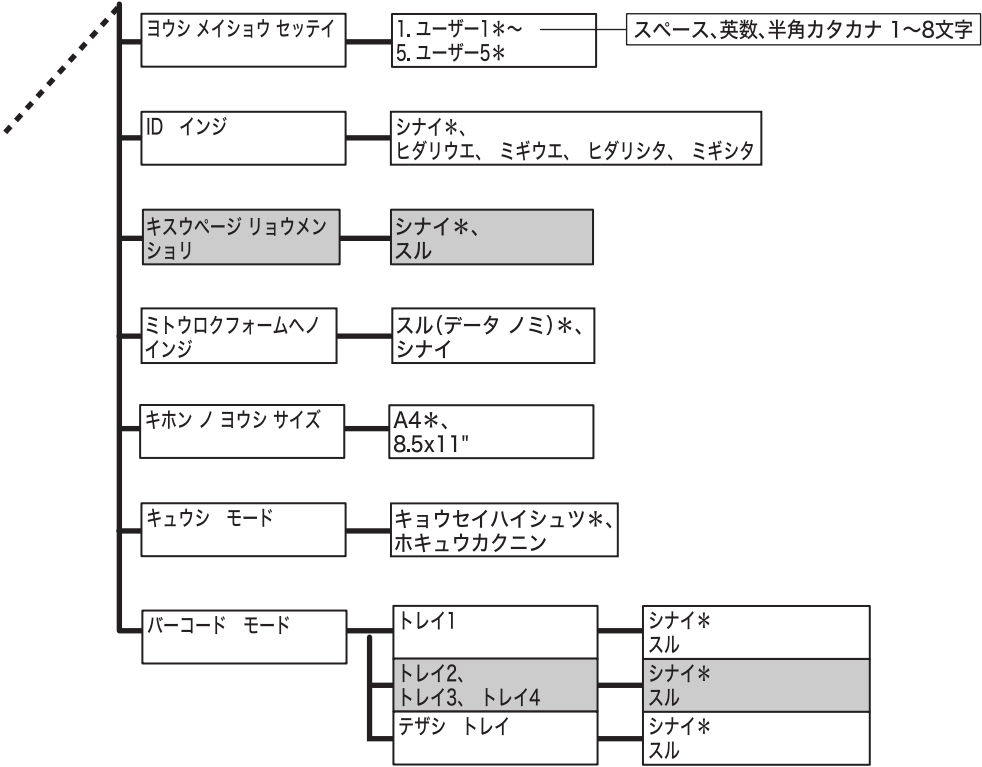 ヨウシ メイショウ セッテイ
1. ユーザー1＊～
5. ユーザー5＊
スペース、英数、半角カタカナ 1～8文字
ID インジ
シナイ＊、
ヒダリウエ、 ミギウエ、 ヒダリシタ、 ミギシタ
キスウページ リョウメン
ショリ
シナイ＊、
スル
ミトウロクフォームヘノ
インジ
スル(データ ノミ)＊、
シナイ
キホン ノ ヨウシ サイズ
A4＊、
8.5x11"
キュウシ モード
キョウセイハイシュツ＊、
ホキュウカクニン
バーコード モード
トレイ1
シナイ＊
スル
トレイ2、
トレイ3、 トレイ4
シナイ＊
スル
テザシ トレイ
シナイ＊
スル